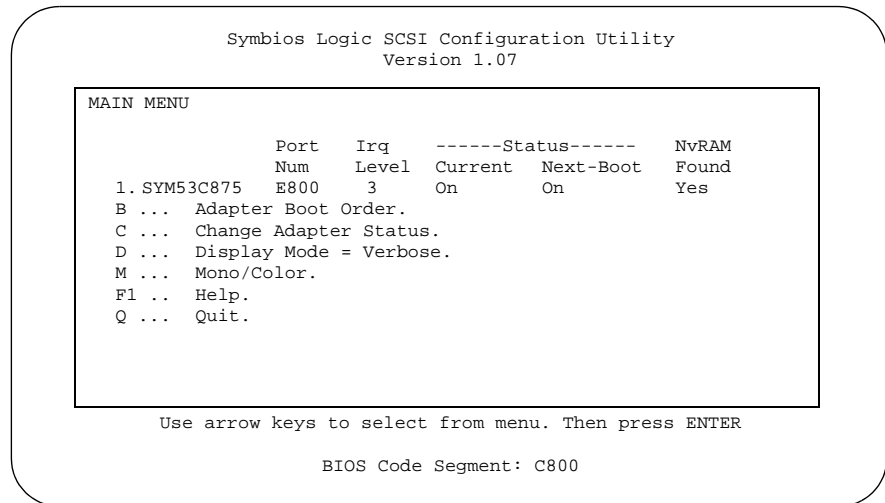 Symbios Logic SCSI Configuration Utility
Version 1.07
MAIN MENU
Port Irq ------Status------ NvRAM
Num Level Current Next-Boot Found
1. SYM53C875 E800 3 On On Yes
B ... Adapter Boot Order.
C ... Change Adapter Status.
D ... Display Mode = Verbose.
M ... Mono/Color.
F1 .. Help.
Q ... Quit.
Use arrow keys to select from menu. Then press ENTER
BIOS Code Segment: C800